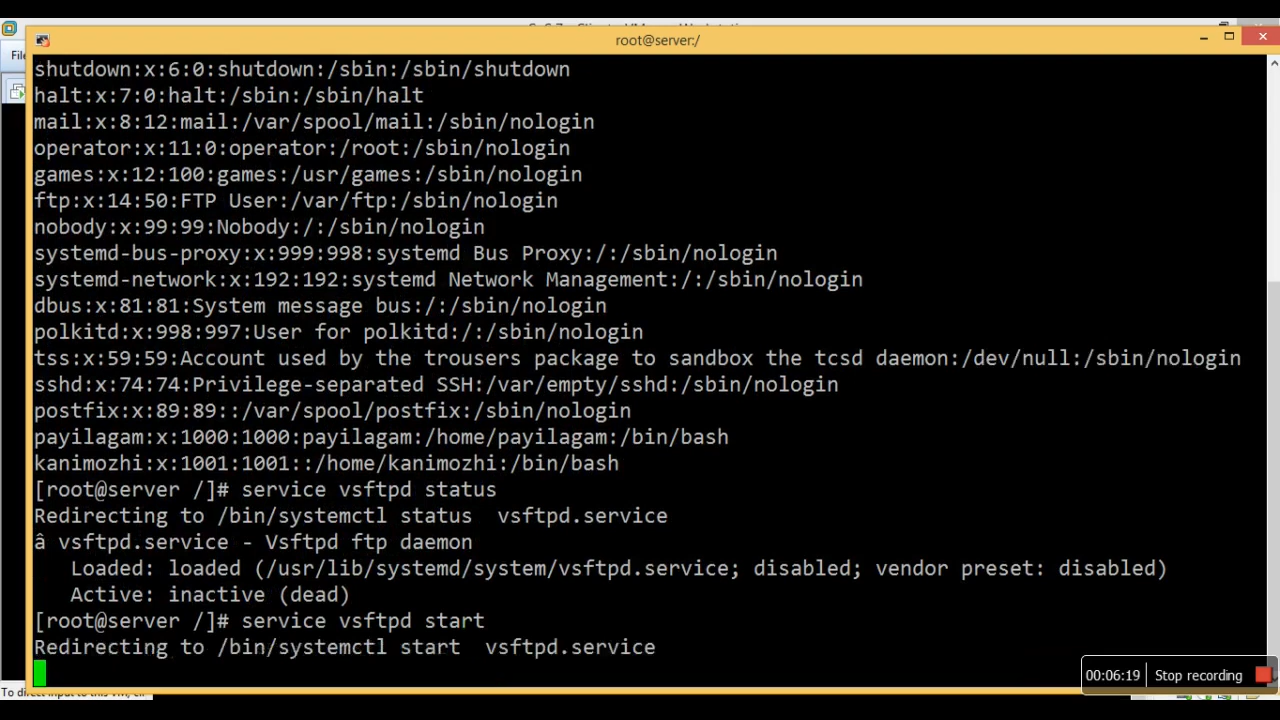 root@server:/
File
shutdown:x:6:0:shutdown:/sbin:/sbin/shutdown
halt:x:7:0:halt:/sbin:/sbin/halt
mail:x:8:12:mail:/var/spool/mail:/sbin/nologin
operator:x:11:0:operator:/root:/sbin/nologin
games:x:12:100:games:/usr/games:/sbin/nologin
ftp:x:14:50:FTP User:/var/ftp:/sbin/nologin
nobody:x:99:99:Nobody:/:/sbin/nologin
systemd-bus-proxy:x:999:998:systemd Bus Proxy:/:/sbin/nologin
systemd-network:x:192:192:systemd Network Management:/:/sbin/nologin
dbus:x:81:81:System message bus:/:/sbin/nologin
polkitd:x:998:997:User for polkitd:/:/sbin/nologin
tss:x:59:59:Account used by the trousers package to sandbox the tcsd daemon:/dev/null:/sbin/nologin
sshd:x:74:74:Privilege-separated SSH:/var/empty/sshd:/sbin/nologin
postfix:x:89:89::/var/spool/postfix:/sbin/nologin
payilagam:x:1000:1000:payilagam:/home/payilagam:/bin/bash
kanimozhi:x:1001:1001::/home/kanimozhi:/bin/bash
[root@server /]# service vsftpd status
Redirecting to /bin/systemctl status  vsftpd.service
â vsftpd.service - Vsftpd ftp daemon
   Loaded: loaded (/usr/lib/systemd/system/vsftpd.service; disabled; vendor preset: disabled)
   Active: inactive (dead)
[root@server /]# service vsftpd start
Redirecting to /bin/systemctl start  vsftpd.service
00:06:19 Stop recording
To direct input to this VM,